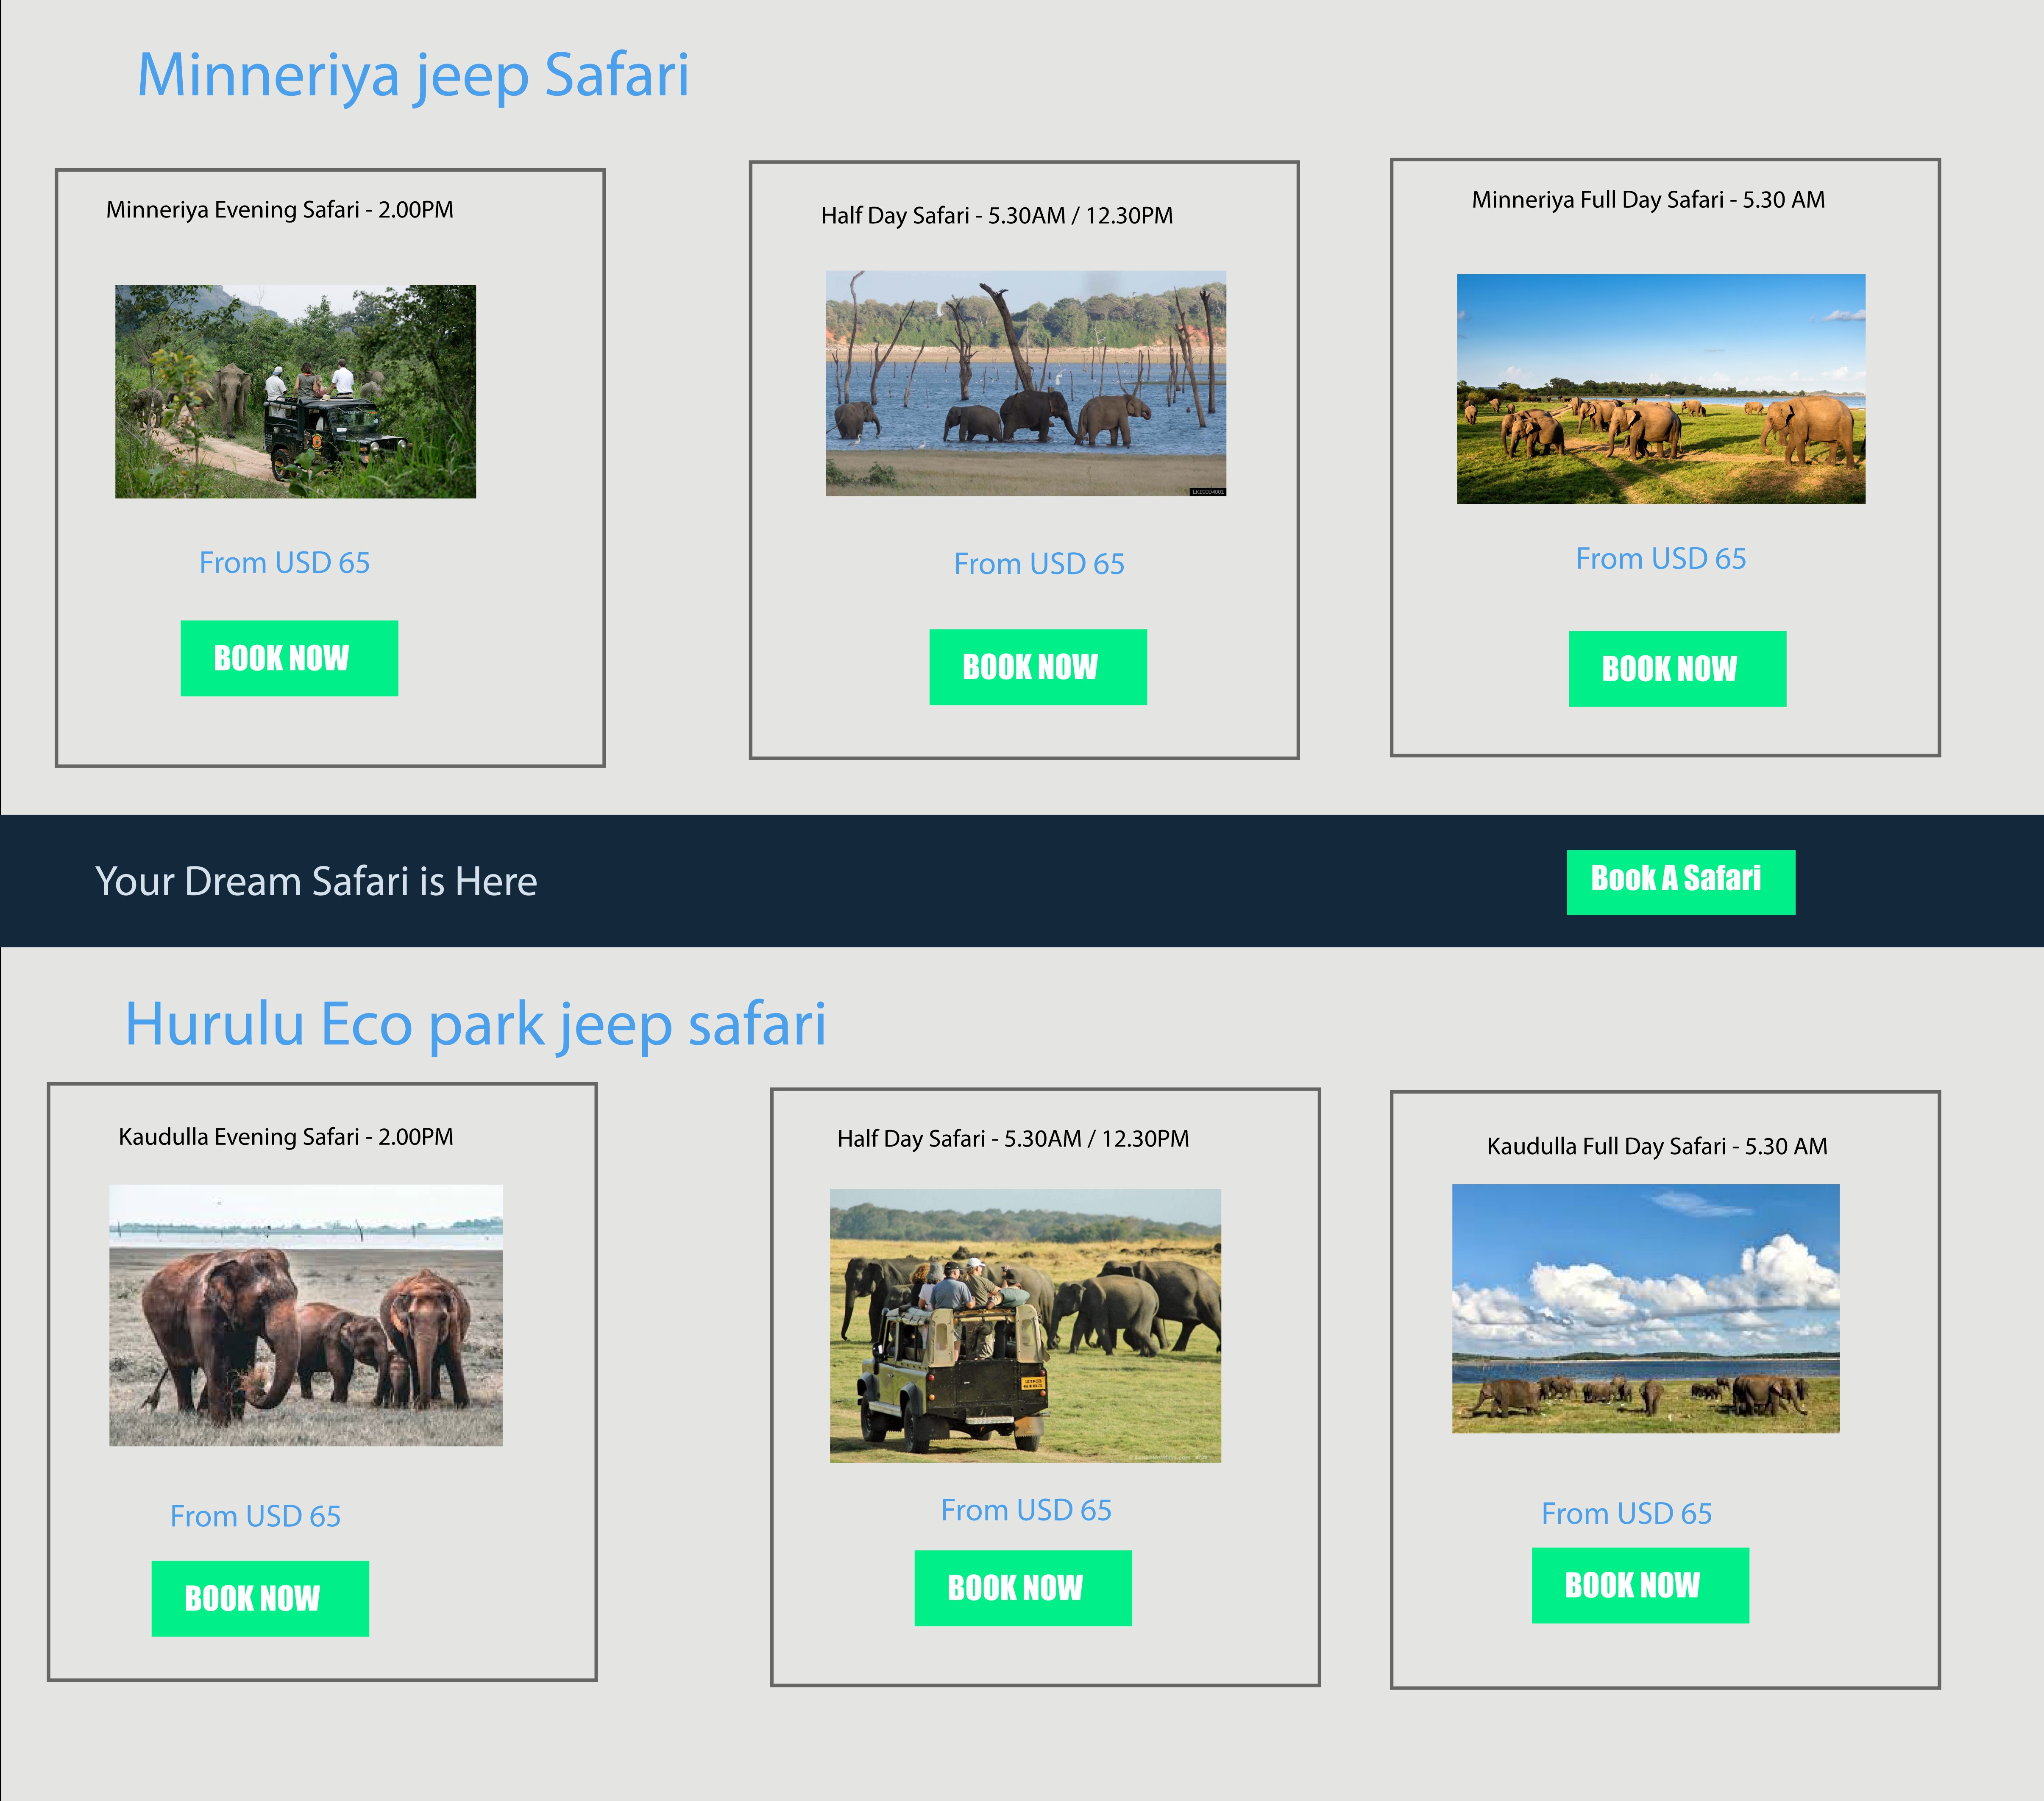 Minneriya jeep Safari
Minneriya Evening Safari - 2.00PM
From USD 65
BOOK NOW
Half Day Safari - 5.30AM / 12.30PM
From USD 65
BOOK NOW
Minneriya Full Day Safari - 5.30 AM
From USD 65
BOOK NOW
Your Dream Safari is Here
Book A Safari
Hurulu Eco park jeep safari
Kaudulla Evening Safari - 2.00PM
From USD 65
BOOK NOW
Half Day Safari - 5.30AM / 12.30PM
From USD 65
BOOK NOW
Kaudulla Full Day Safari - 5.30 AM
From USD 65
BOOK NOW